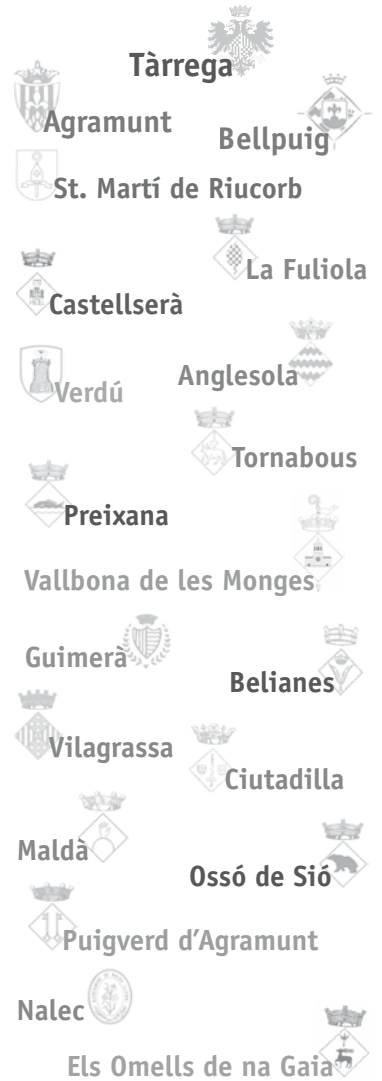 Tàrrega
Agramunt
Bellpuig
St. Martí de Riucorb
La Fuliola
Castellserà
Anglesola
Verdú
Tornabous
Preixana
Vallbona de les Monges
Guimerà
Belianes
Vilagrassa
Ciutadilla
Maldà
Ossó de Sió
Puigverd d’Agramunt
Nalec
Els Omells de na Gaia